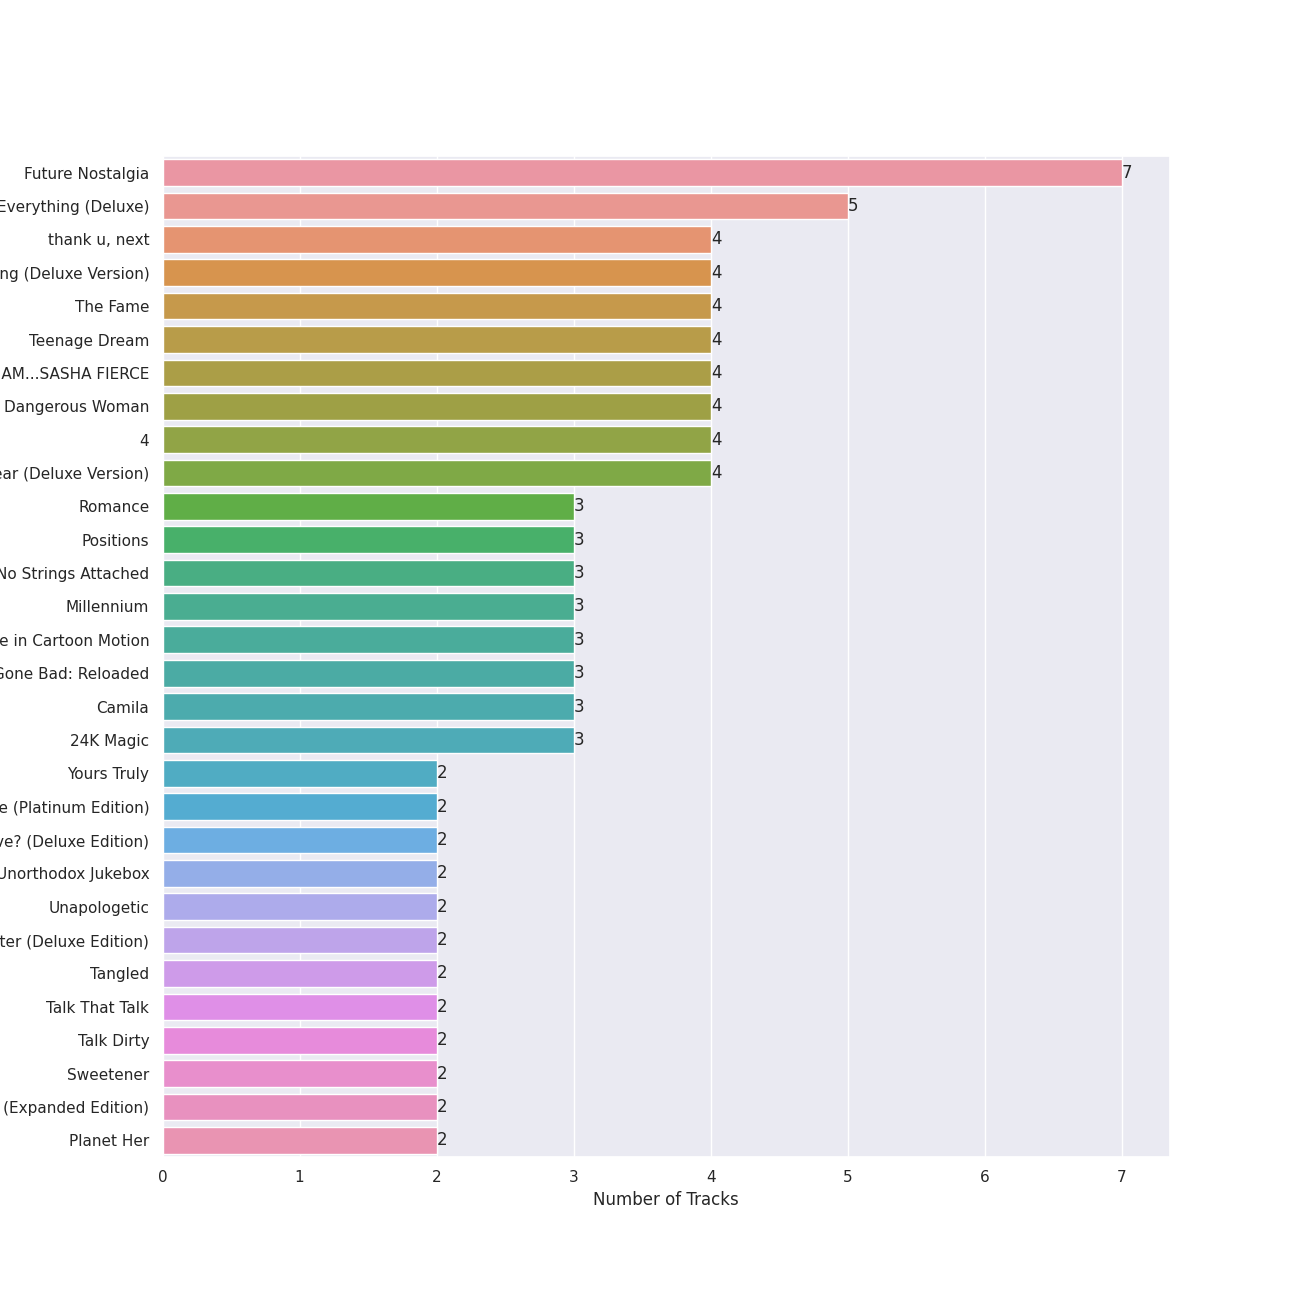 Future Nostalgia 7
Everything (Deluxe) 5
thank u, next 4
ng (Deluxe Version) 4
The Fame 4
Teenage Dream 4
AM...SASHA FIERCE 4
Dangerous Woman 4
4 4
ear (Deluxe Version) 4
Romance 3
Positions 3
No Strings Attached 3
Millennium 3
e in Cartoon Motion 3
Gone Bad: Reloaded 3
Camila 3
24K Magic 3
Yours Truly 2
e (Platinum Edition) 2
ve? (Deluxe Edition) 2
Unorthodox Jukebox 2
Unapologetic 2
ter (Deluxe Edition) 2
Tangled 2
Talk That Talk 2
Talk Dirty 2
Sweetener 2
(Expanded Edition) 2
Planet Her 2
0 1 2 3 4 5 6 7
Number of Tracks